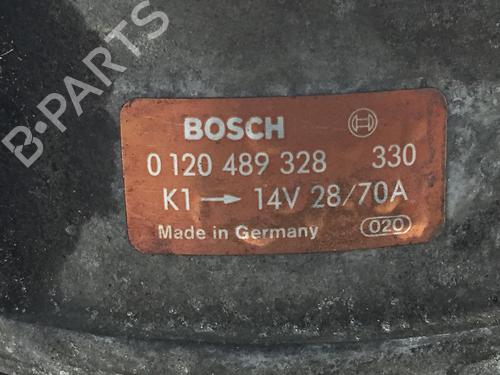 B-PARTS
BOSCH
0 120 489 328 330
K1 → 14V 28/70A
Made in Germany 020